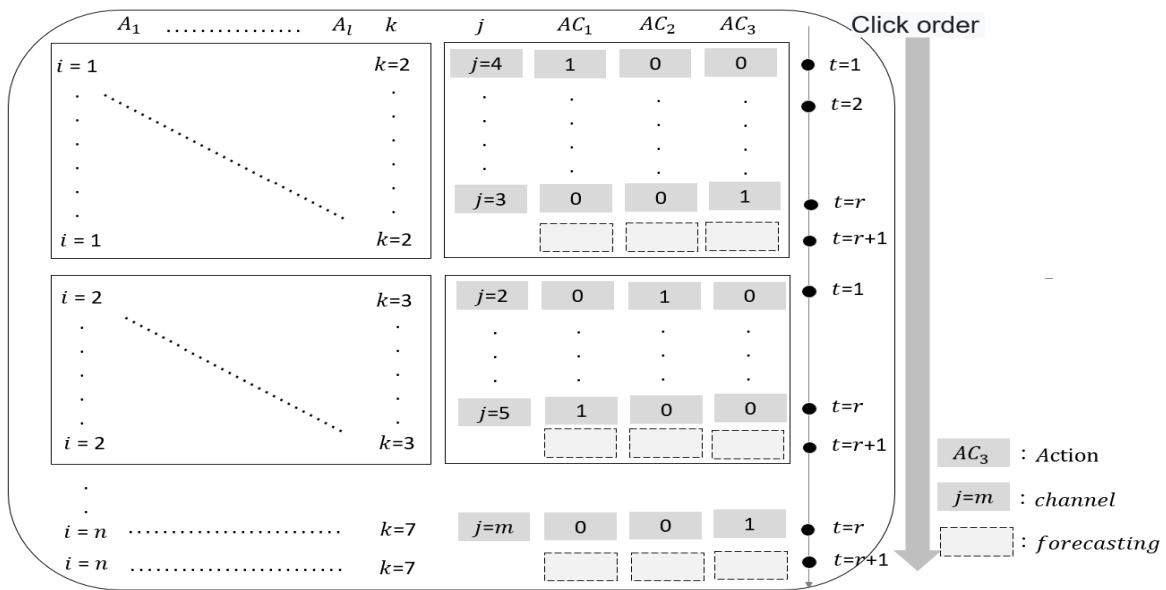 A₁ ................ Aₗ k j AC₁ AC₂ AC₃ Click order
i = 1 k=2 j=4 1 0 0 t=1
t=2
j=3 0 0 1 t=r
i = 1 k=2 t=r+1
i = 2 k=3 j=2 0 1 0 t=1
j=5 1 0 0 t=r
i = 2 k=3 t=r+1
AC₃ : Action
j=m : channel
i = n ........................ k=7 j=m 0 0 1 t=r
: forecasting
i = n ........................ k=7 t=r+1